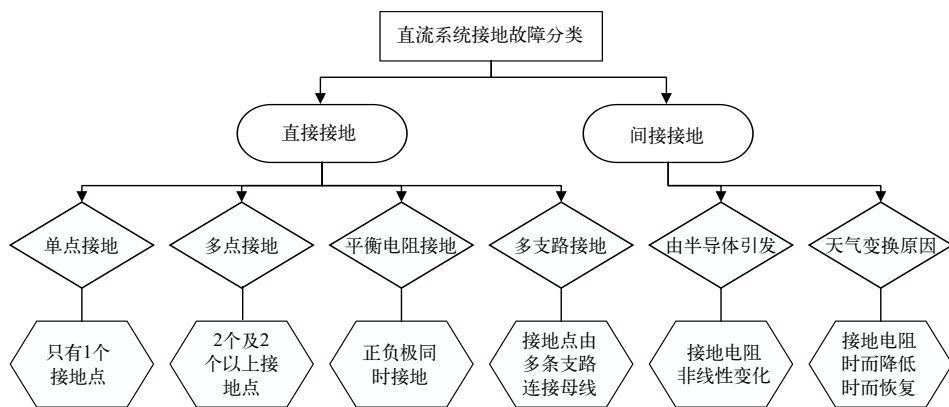 直流系统接地故障分类
直接接地
间接接地
单点接地
多点接地
平衡电阻接地
多支路接地
由半导体引发
天气变换原因
只有1个
接地点
2个及2
个以上接
地点
正负极同
时接地
接地点由
多条支路
连接母线
接地电阻
非线性变化
接地电阻
时而降低
时而恢复